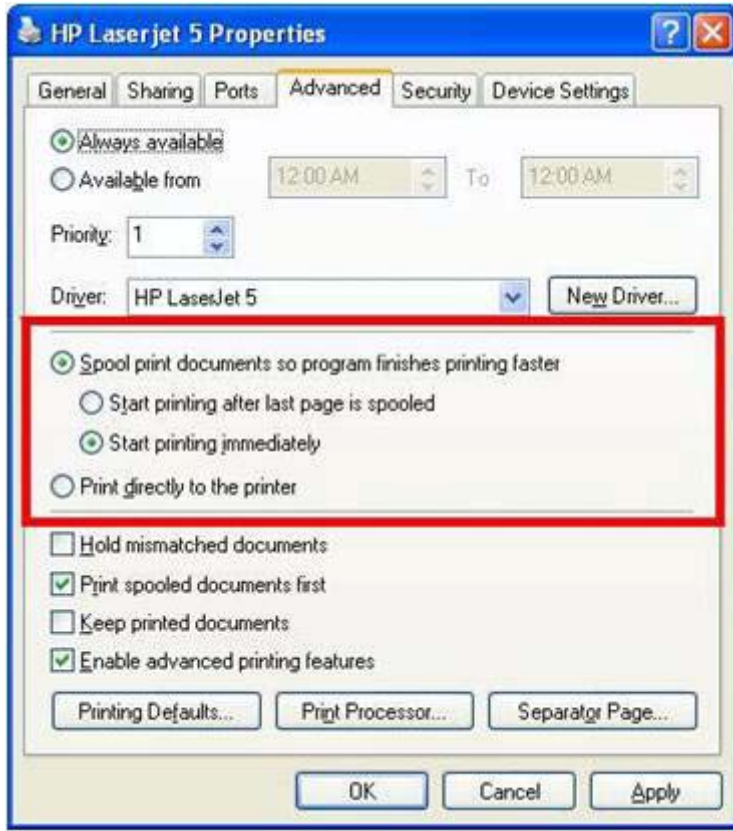 HP Laserjet 5 Properties
General Sharing Ports Advanced Security Device Settings
Always available
Available from 12:00 AM To 12:00 AM
Priority: 1
Driver: HP LaserJet 5 New Driver...
Spool print documents so program finishes printing faster
Start printing after last page is spooled
Start printing immediately
Print directly to the printer
Hold mismatched documents
Print spooled documents first
Keep printed documents
Enable advanced printing features
Printing Defaults... Print Processor... Separator Page...
OK Cancel Apply